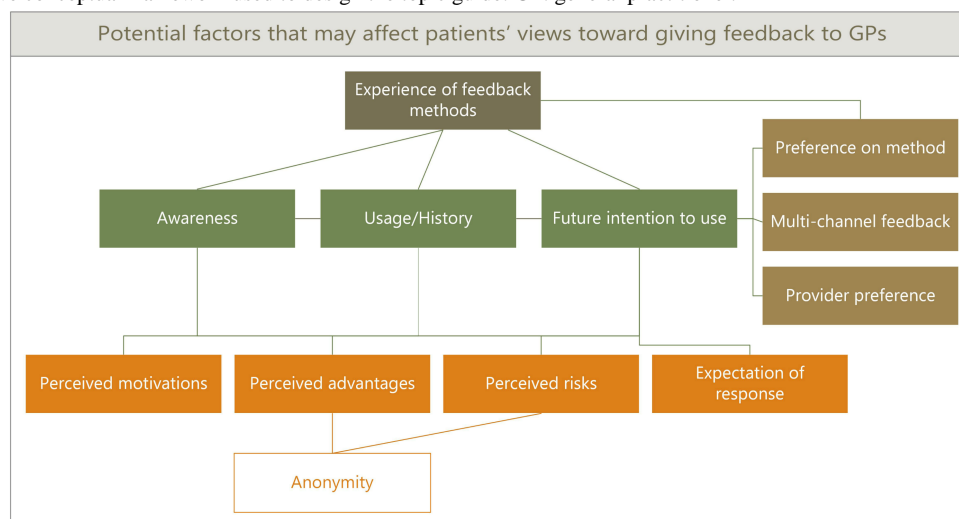 Potential factors that may affect patients' views toward giving feedback to GPs
Experience of feedback
methods
Preference on method
Awareness
Usage/History
Future intention to use
Multi-channel feedback
Provider preference
Perceived motivations
Perceived advantages
Perceived risks
Expectation of
response
Anonymity